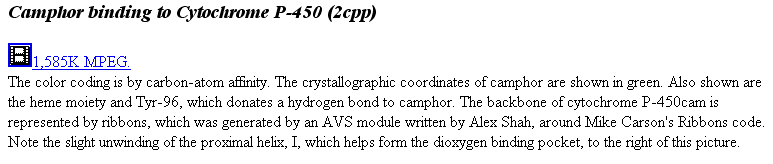 Camphor binding to Cytochrome P-450 (2cpp)
1,585K MPEG.
The color coding is by carbon-atom affinity. The crystallographic coordinates of camphor are shown in green. Also shown are
the heme moiety and Tyr-96, which donates a hydrogen bond to camphor. The backbone of cytochrome P-450cam is
represented by ribbons, which was generated by an AVS module written by Alex Shah, around Mike Carson's Ribbons code.
Note the slight unwinding of the proximal helix, I, which helps form the dioxygen binding pocket, to the right of this picture.